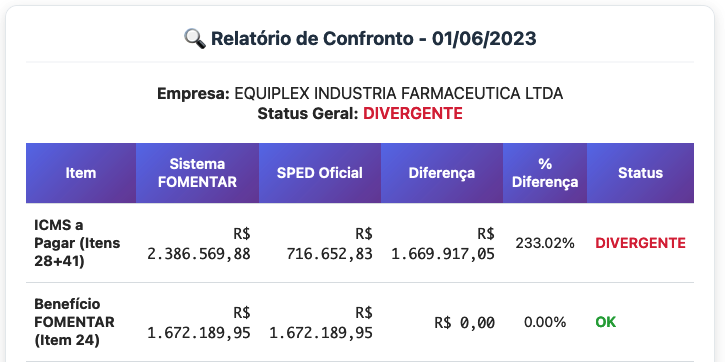 🔍 Relatório de Confronto - 01/06/2023
Empresa: EQUIPLEX INDUSTRIA FARMACEUTICA LTDA
Status Geral: DIVERGENTE
Item
Sistema
FOMENTAR
SPED Oficial
Diferença
%
Diferença
Status
ICMS a
Pagar (Itens
28+41)
R$
2.386.569,88
R$
716.652,83
R$
1.669.917,05
233.02%
DIVERGENTE
Benefício
FOMENTAR
(Item 24)
R$
1.672.189,95
R$
1.672.189,95
R$ 0,00
0.00%
OK